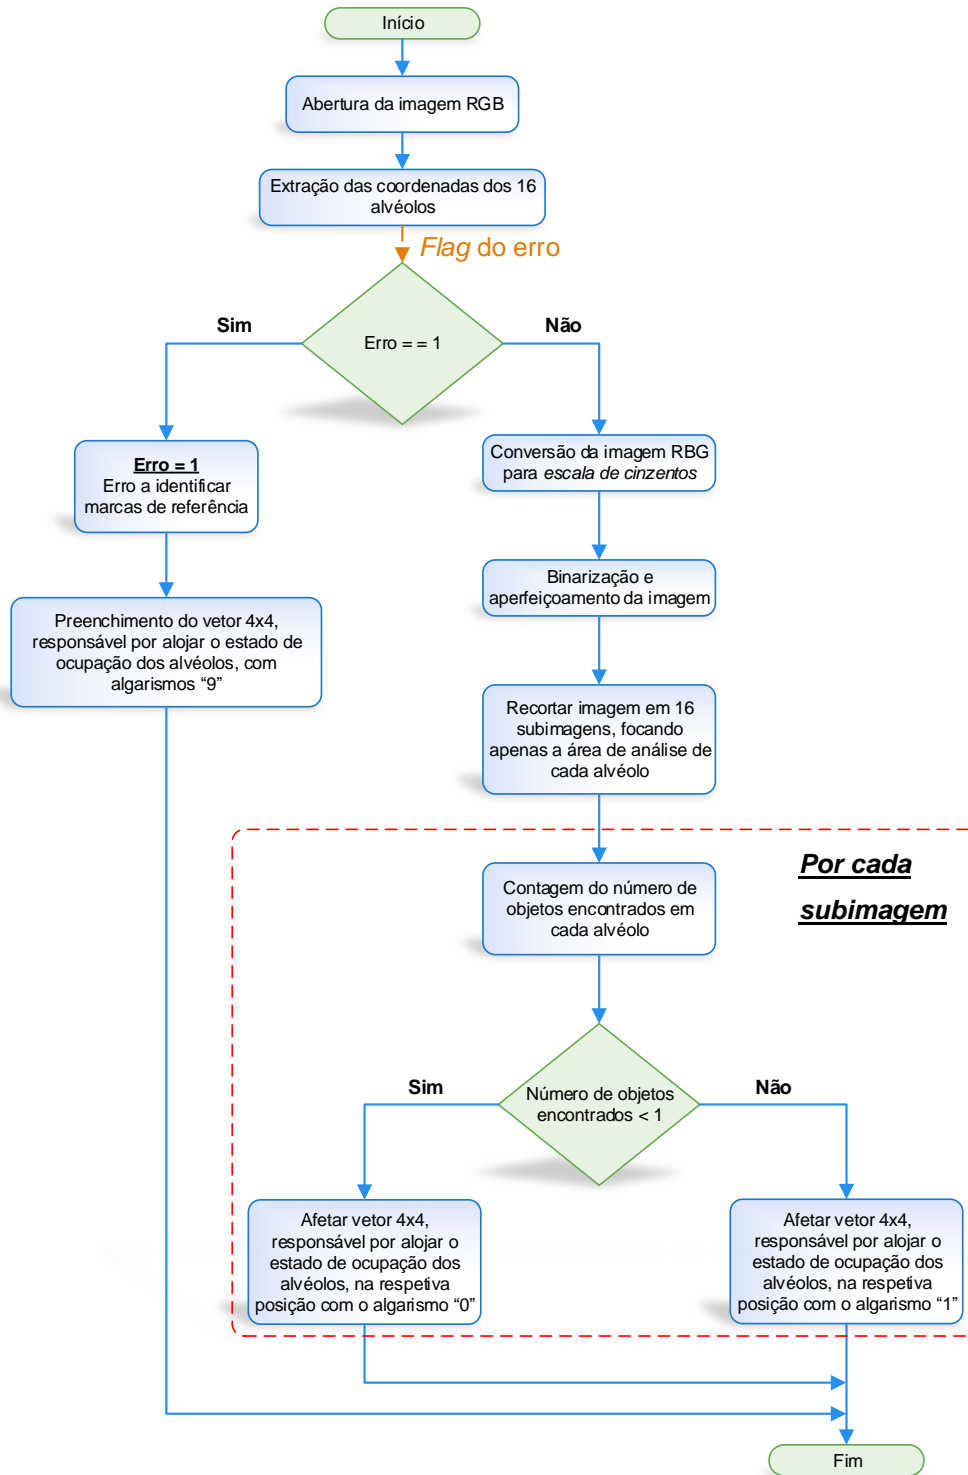 Início
Abertura da imagem RGB
Extração das coordenadas dos 16
alvéolos
Flag do erro
Sim
Não
Erro = = 1
Erro = 1
Erro a identificar
marcas de referência
Conversão da imagem RBG
para escala de cinzentos
Binarização e
aperfeiçoamento da imagem
Preenchimento do vetor 4x4,
responsável por alojar o estado de
ocupação dos alvéolos, com
algarismos “9”
Recortar imagem em 16
subimagens, focando
apenas a área de análise de
cada alvéolo
Por cada
subimagem
Contagem do número de
objetos encontrados em
cada alvéolo
Sim
Não
Número de objetos
encontrados < 1
Afetar vetor 4x4,
responsável por alojar o
estado de ocupação dos
alvéolos, na respetiva
posição com o algarismo “0”
Afetar vetor 4x4,
responsável por alojar o
estado de ocupação dos
alvéolos, na respetiva
posição com o algarismo “1”
Fim